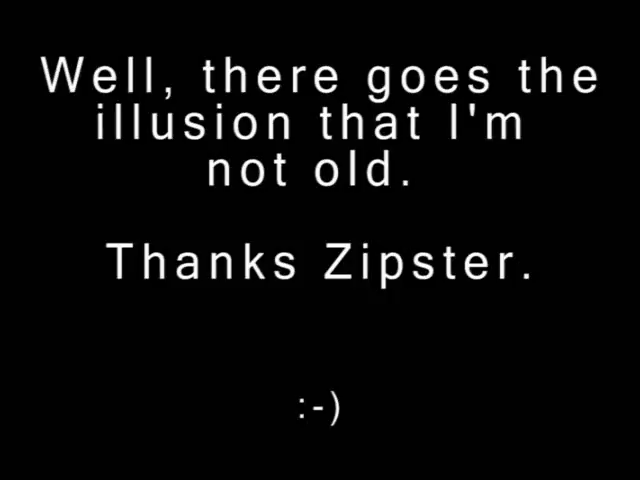 Well, there goes the
illusion that I'm
not old.
Thanks Zipster.
:-)